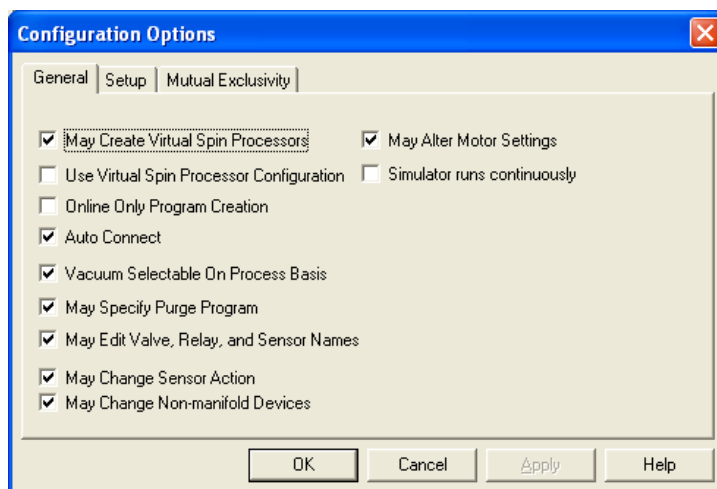 Configuration Options
General Setup Mutual Exclusivity
May Create Virtual Spin Processors
Use Virtual Spin Processor Configuration
Online Only Program Creation
Auto Connect
Vacuum Selectable On Process Basis
May Specify Purge Program
May Edit Valve, Relay, and Sensor Names
May Change Sensor Action
May Change Non-manifold Devices
May Alter Motor Settings
Simulator runs continuously
OK Cancel Apply Help